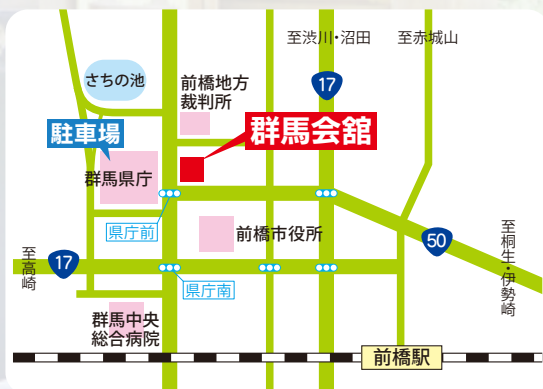 至渋川・沼田
至赤城山
さちの池
前橋地方
裁判所
17
駐車場
群馬会舘
群馬県庁
県庁前
前橋市役所
50
至桐生・伊勢崎
至高崎
17
県庁南
群馬中央
総合病院
前橋駅